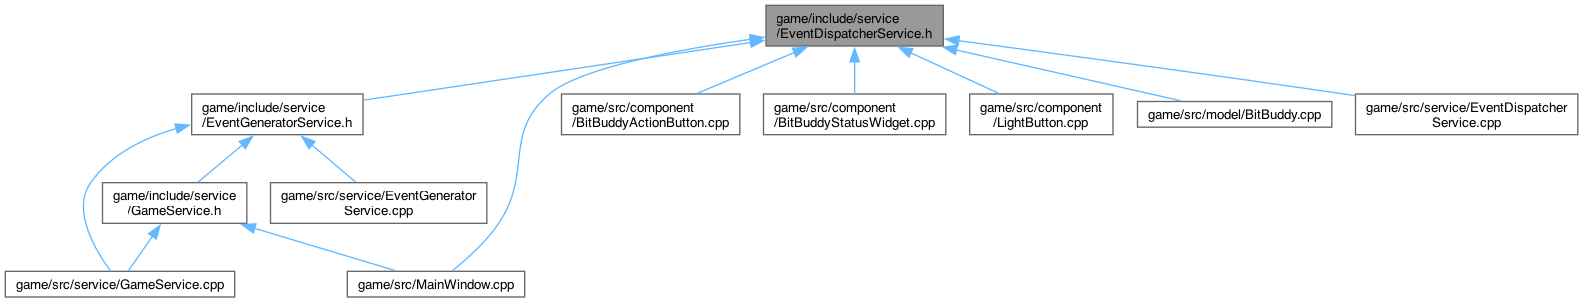 game/include/service
/EventDispatcherService.h
game/include/service
/EventGeneratorService.h
game/src/component
/BitBuddyActionButton.cpp
game/src/component
/BitBuddyStatusWidget.cpp
game/src/component
/LightButton.cpp
game/src/model/BitBuddy.cpp
game/src/service/EventDispatcher
Service.cpp
game/include/service
/GameService.h
game/src/service/EventGenerator
Service.cpp
game/src/service/GameService.cpp
game/src/MainWindow.cpp